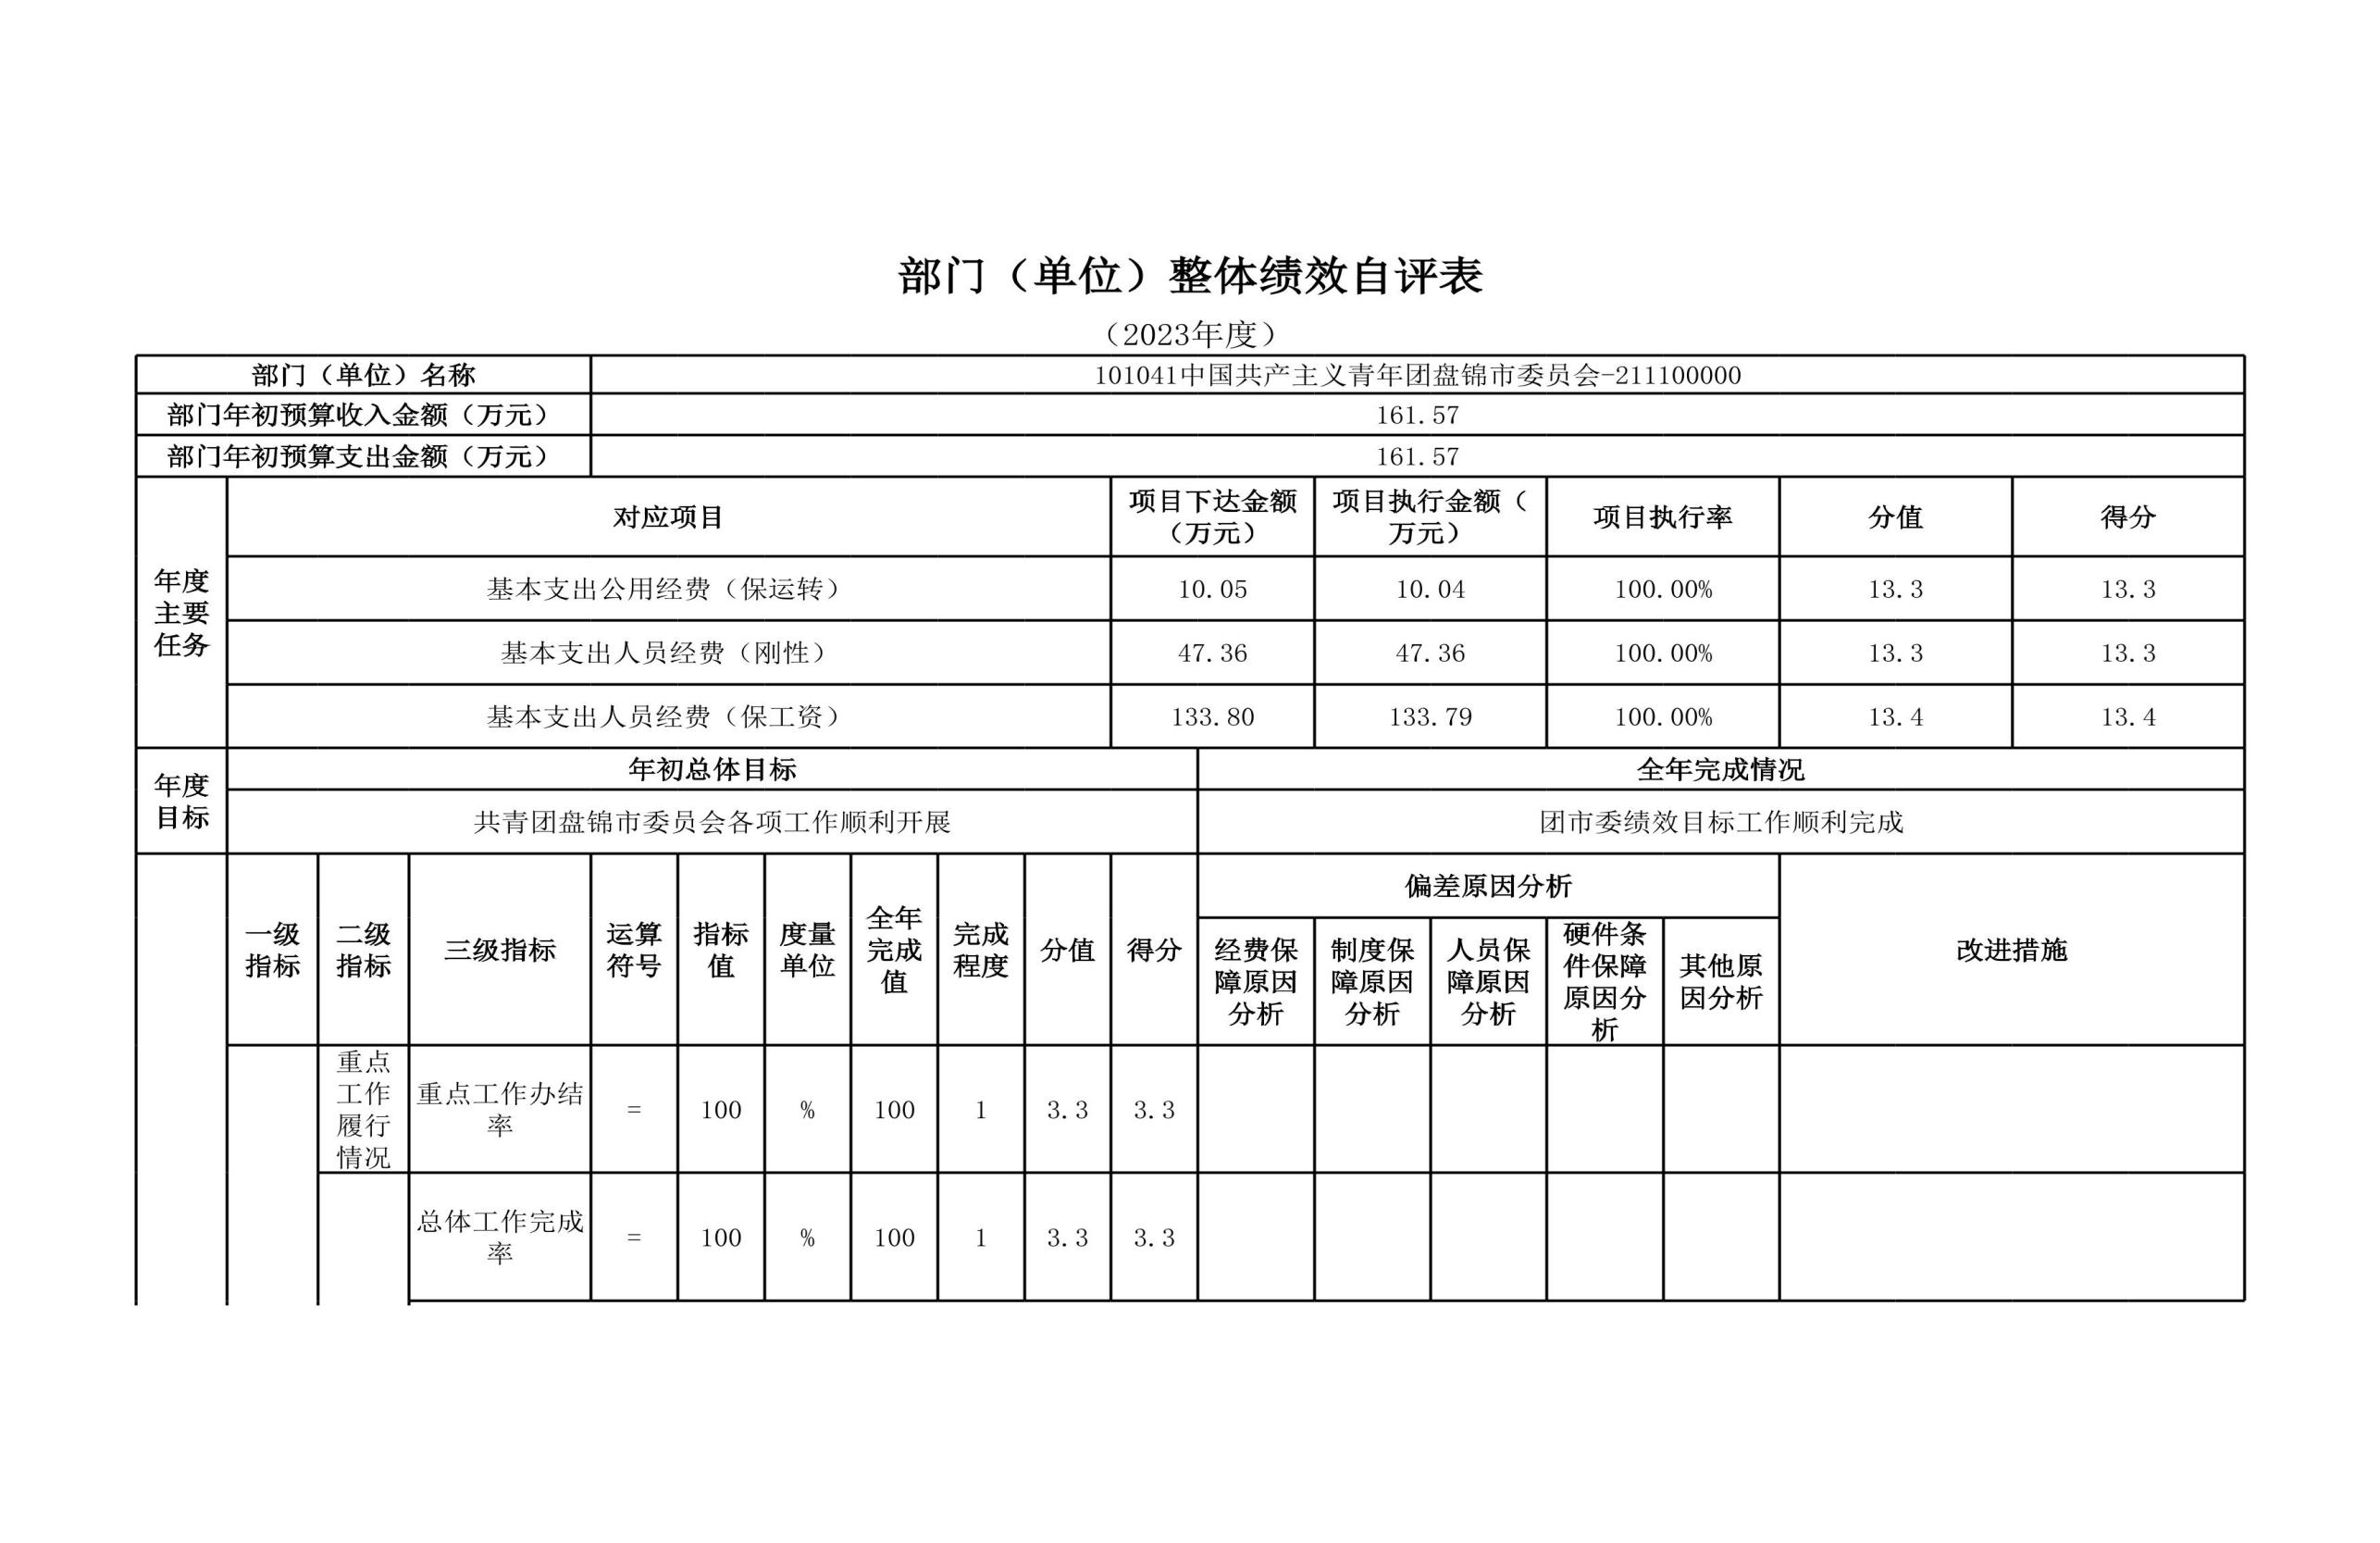 部门（单位）整体绩效自评表
（2023年度）
部门（单位）名称 101041中国共产主义青年团盘锦市委员会-211100000
部门年初预算收入金额（万元） 161.57
部门年初预算支出金额（万元） 161.57
年度主要任务 对应项目 项目下达金额（万元） 项目执行金额（万元） 项目执行率 分值 得分
基本支出公用经费（保运转） 10.05 10.04 100.00% 13.3 13.3
基本支出人员经费（刚性） 47.36 47.36 100.00% 13.3 13.3
基本支出人员经费（保工资） 133.80 133.79 100.00% 13.4 13.4
年度目标 年初总体目标 全年完成情况
共青团盘锦市委员会各项工作顺利开展 团市委绩效目标工作顺利完成
一级指标 二级指标 三级指标 运算符号 指标值 度量单位 全年完成值 完成程度 分值 得分 偏差原因分析 改进措施
经费保障原因分析 制度保障原因分析 人员保障原因分析 硬件条件保障原因分析 其他原因分析
重点工作履行情况 重点工作办结率 = 100 % 100 1 3.3 3.3
总体工作完成率 = 100 % 100 1 3.3 3.3